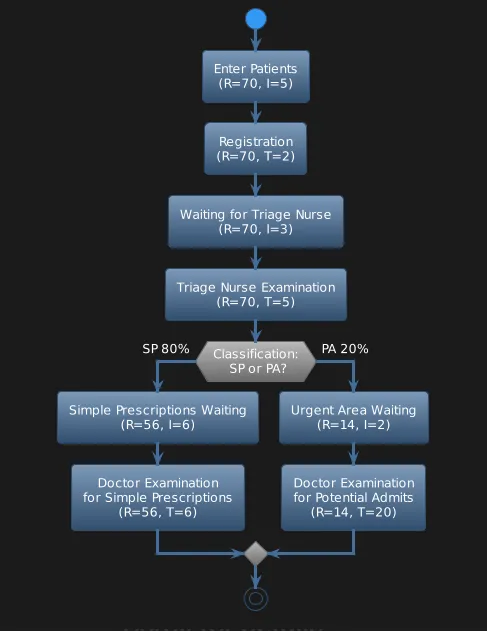 Enter Patients
(R=70, I=5)
Registration
(R=70, T=2)
Waiting for Triage Nurse
(R=70, I=3)
Triage Nurse Examination
(R=70, T=5)
SP 80%
Classification:
SP or PA?
PA 20%
Simple Prescriptions Waiting
(R=56, I=6)
Urgent Area Waiting
(R=14, I=2)
Doctor Examination
for Simple Prescriptions
(R=56, T=6)
Doctor Examination
for Potential Admits
(R=14, T=20)